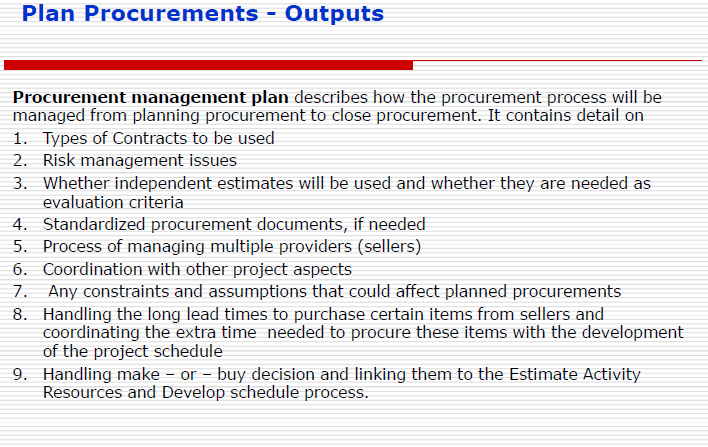 Plan Procurements - Outputs
Procurement management plan describes how the procurement process will be
managed from planning procurement to close procurement. It contains detail on
1. Types of Contracts to be used
2. Risk management issues
3. Whether independent estimates will be used and whether they are needed as
evaluation criteria
4. Standardized procurement documents, if needed
5. Process of managing multiple providers (sellers)
6. Coordination with other project aspects
7. Any constraints and assumptions that could affect planned procurements
8. Handling the long lead times to purchase certain items from sellers and
coordinating the extra time needed to procure these items with the development
of the project schedule
9. Handling make – or – buy decision and linking them to the Estimate Activity
Resources and Develop schedule process.